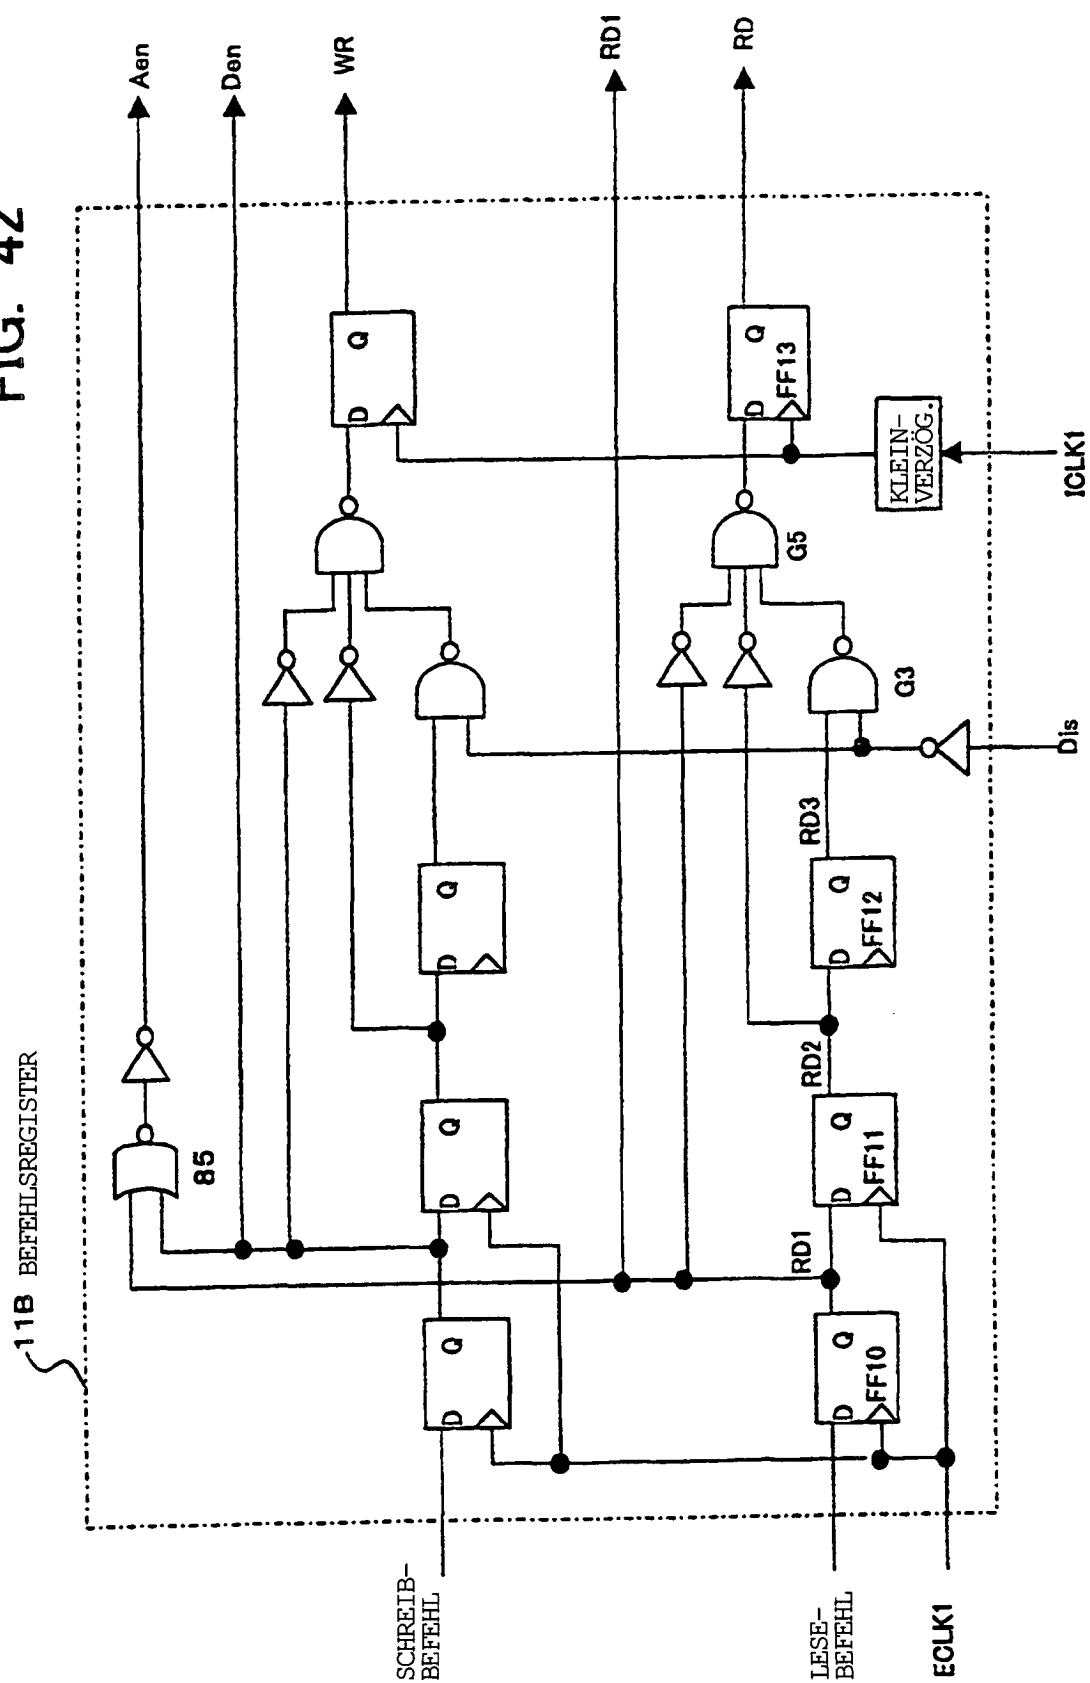 FIG. 42
11B BEFEHLSREGISTER
Aen
Den
WR
RD1
RD
85
D
Q
D
Q
D
Q
D
Q
RD1
RD2
RD3
D
Q
FF10
D
Q
FF11
D
Q
FF12
G3
G5
D
Q
FF13
KLEIN-
VERZÖG.
SCHREIB-
BEFEHL
LESE-
BEFEHL
ECLK1
Dis
ICLK1